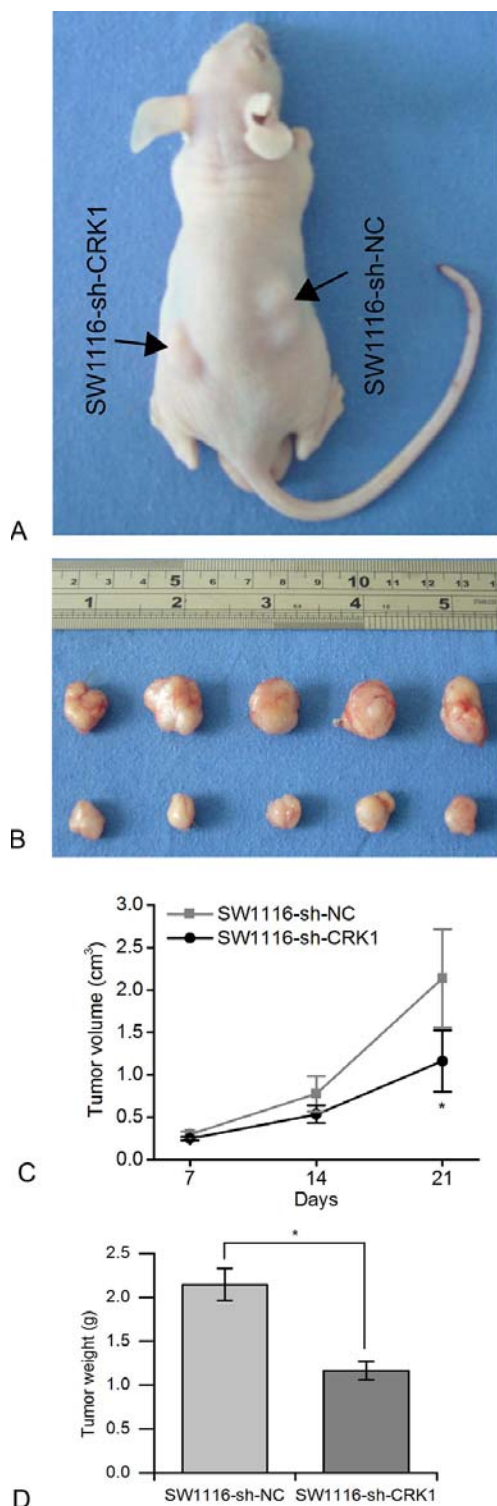 SW1116-sh-CRK1
SW1116-sh-NC
A
2 3 4 5 6 7 8 9 10 11 12 13
1 2 3 4 5
B
Tumor volume (cm³)
3.0
2.5
2.0
1.5
1.0
0.5
0.0
SW1116-sh-NC
SW1116-sh-CRK1
*
7 14 21
Days
C
Tumor weight (g)
2.5
2.0
1.5
1.0
0.5
0.0
*
SW1116-sh-NC SW1116-sh-CRK1
D